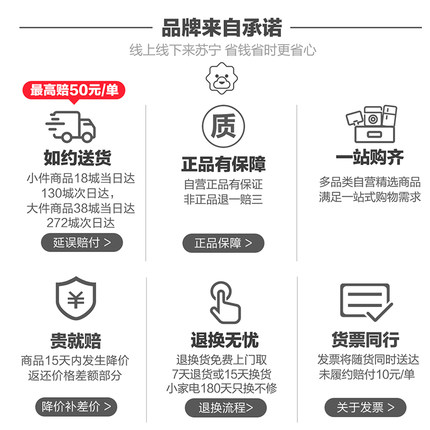 品牌来自承诺
线上线下来苏宁 省钱省时更省心
最高赔50元/单
如约送货
小件商品18城当日达
130城次日达，
大件商品38城当日达
272城次日达
延误赔付 >
质
正品有保障
自营正品有保证
非正品退一赔三
正品保障 >
一站购齐
多品类自营精选商品
满足一站式购物需求
¥
贵就赔
商品15天内发生降价
返还价格差额部分
降价补差价 >
退换无忧
退换货免费上门取
7天退货或15天换货
小家电180天只换不修
退换流程>
货票同行
发票将随货同时送达
未履约赔付10元/单
关于发票 >